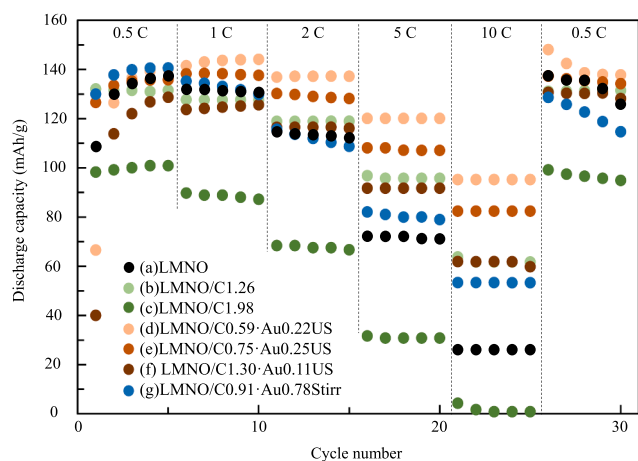 160
140
120
100
80
60
40
20
0
Discharge capacity (mAh/g)
0.5 C
1 C
2 C
5 C
10 C
0.5 C
(a)LMNO
(b)LMNO/C1.26
(c)LMNO/C1.98
(d)LMNO/C0.59·Au0.22US
(e)LMNO/C0.75·Au0.25US
(f) LMNO/C1.30·Au0.11US
(g)LMNO/C0.91·Au0.78Stirr
0
10
20
30
Cycle number